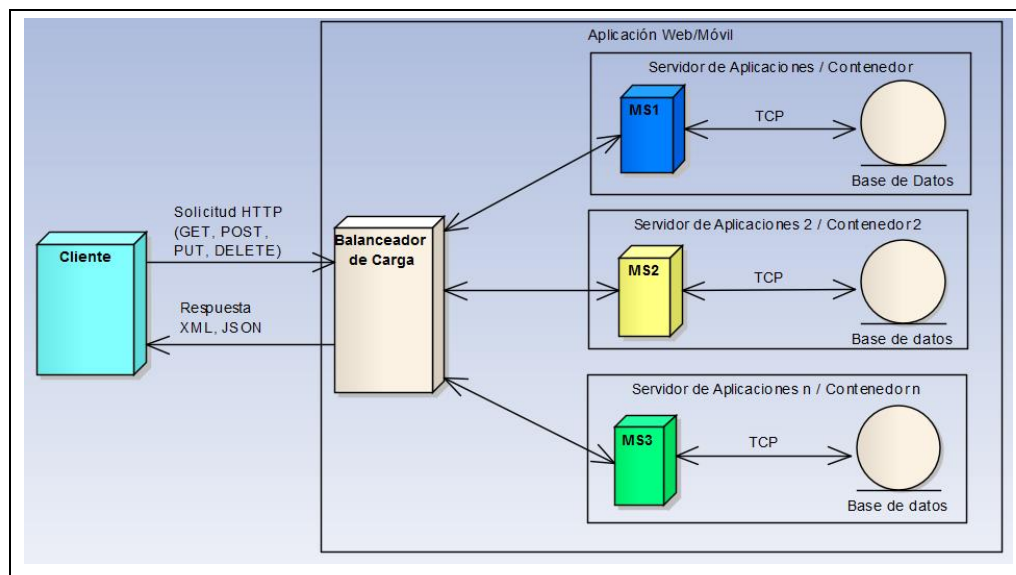 Aplicación Web/Móvil
Servidor de Aplicaciones / Contenedor
MS1
TCP
Base de Datos
Solicitud HTTP
(GET, POST,
PUT, DELETE)
Cliente
Balanceador
de Carga
Respuesta
XML, JSON
Servidor de Aplicaciones 2 / Contenedor2
MS2
TCP
Base de datos
Servidor de Aplicaciones n / Contenedor n
MS3
TCP
Base de datos